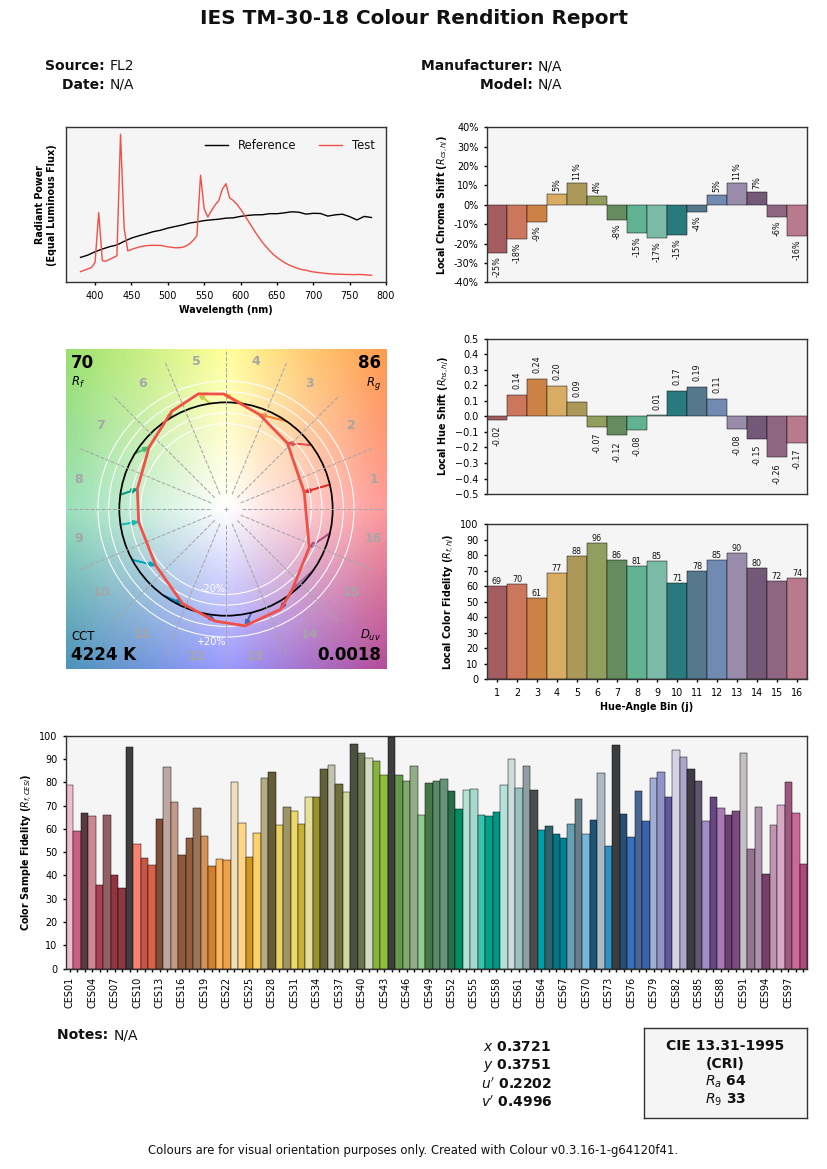 IES TM-30-18 Colour Rendition Report
Source: FL2
Date: N/A
Manufacturer: N/A
Model: N/A
Radiant Power
(Equal Luminous Flux)
Reference
Test
400 450 500 550 600 650 700 750 800
Wavelength (nm)
Local Chroma Shift (Rcs,hj)
40%
30%
20%
10%
0%
-10%
-20%
-30%
-40%
-25% -18% -9% 5% 11% 4% -8% -15% -17% -15% -4% 5% 11% 7% -6% -16%
70
Rf
86
Rg
CCT
4224 K
Duv
0.0018
1 2 3 4 5 6 7 8 9 10 14 15 16
-20%
+20%
Local Hue Shift (Rhs,hj)
0.5
0.4
0.3
0.2
0.1
0.0
−0.1
−0.2
−0.3
−0.4
−0.5
-0.02 0.14 0.24 0.20 0.09 -0.07 -0.12 -0.08 0.01 0.17 0.19 0.11 -0.08 -0.15 -0.26 -0.17
Local Color Fidelity (Rf,hj)
100
90
80
70
60
50
40
30
20
10
0
69 70 61 77 88 96 86 81 85 71 78 85 90 80 72 74
1 2 3 4 5 6 7 8 9 10 11 12 13 14 15 16
Hue-Angle Bin (j)
Color Sample Fidelity (Rf,CESi)
100
90
80
70
60
50
40
30
20
10
0
CES01 CES04 CES07 CES10 CES13 CES16 CES19 CES22 CES25 CES28 CES31 CES34 CES37 CES40 CES43 CES46 CES49 CES52 CES55 CES58 CES61 CES64 CES67 CES70 CES73 CES76 CES79 CES82 CES85 CES88 CES91 CES94 CES97
Notes: N/A
x 0.3721
y 0.3751
u' 0.2202
v' 0.4996
CIE 13.31-1995
(CRI)
Ra 64
R9 33
Colours are for visual orientation purposes only. Created with Colour v0.3.16-1-g64120f41.